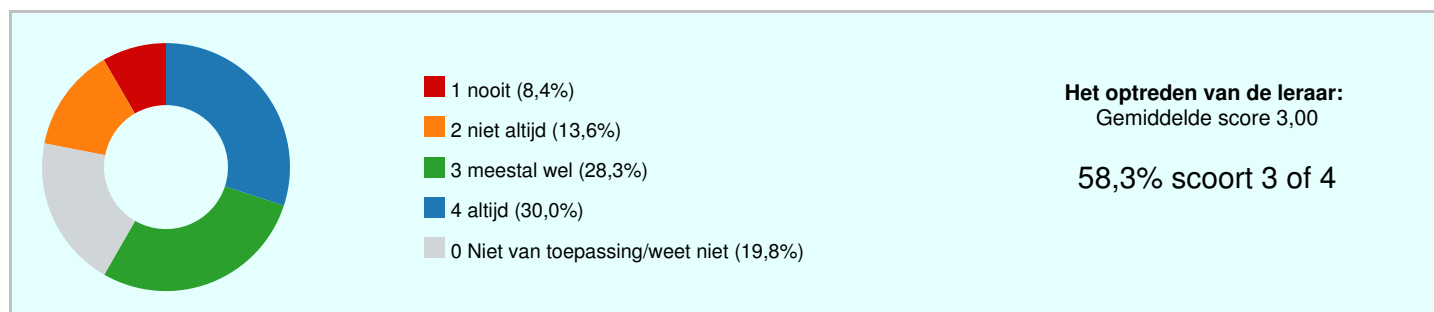 1 nooit (8,4%)
2 niet altijd (13,6%)
3 meestal wel (28,3%)
4 altijd (30,0%)
0 Niet van toepassing/weet niet (19,8%)
Het optreden van de leraar:
Gemiddelde score 3,00
58,3% scoort 3 of 4